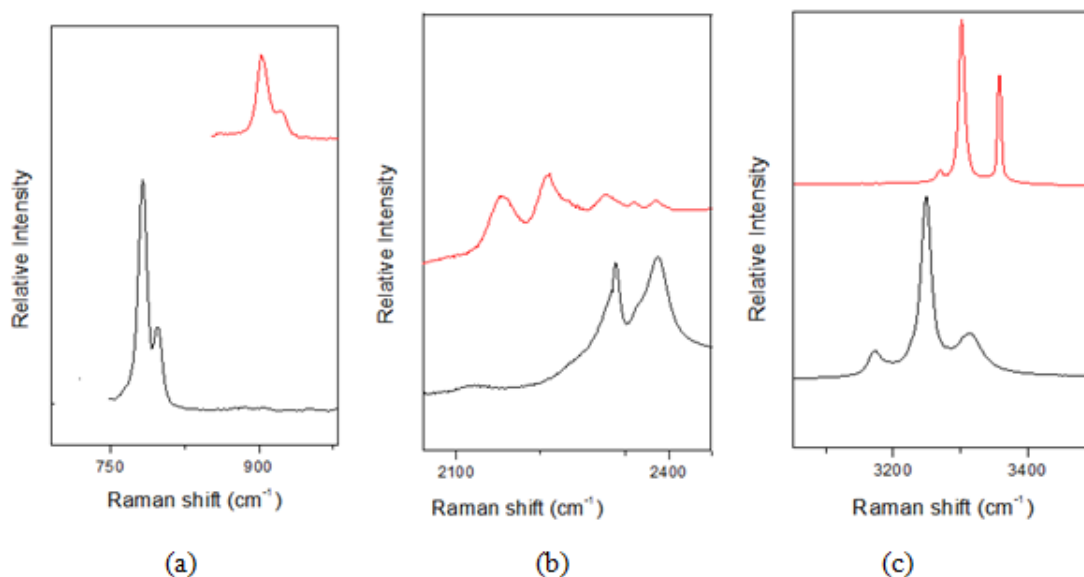 Relative Intensity
750
900
Raman shift (cm⁻¹)
(a)
Relative Intensity
2100
2400
Raman shift (cm⁻¹)
(b)
Relative Intensity
3200
3400
Raman shift (cm⁻¹)
(c)